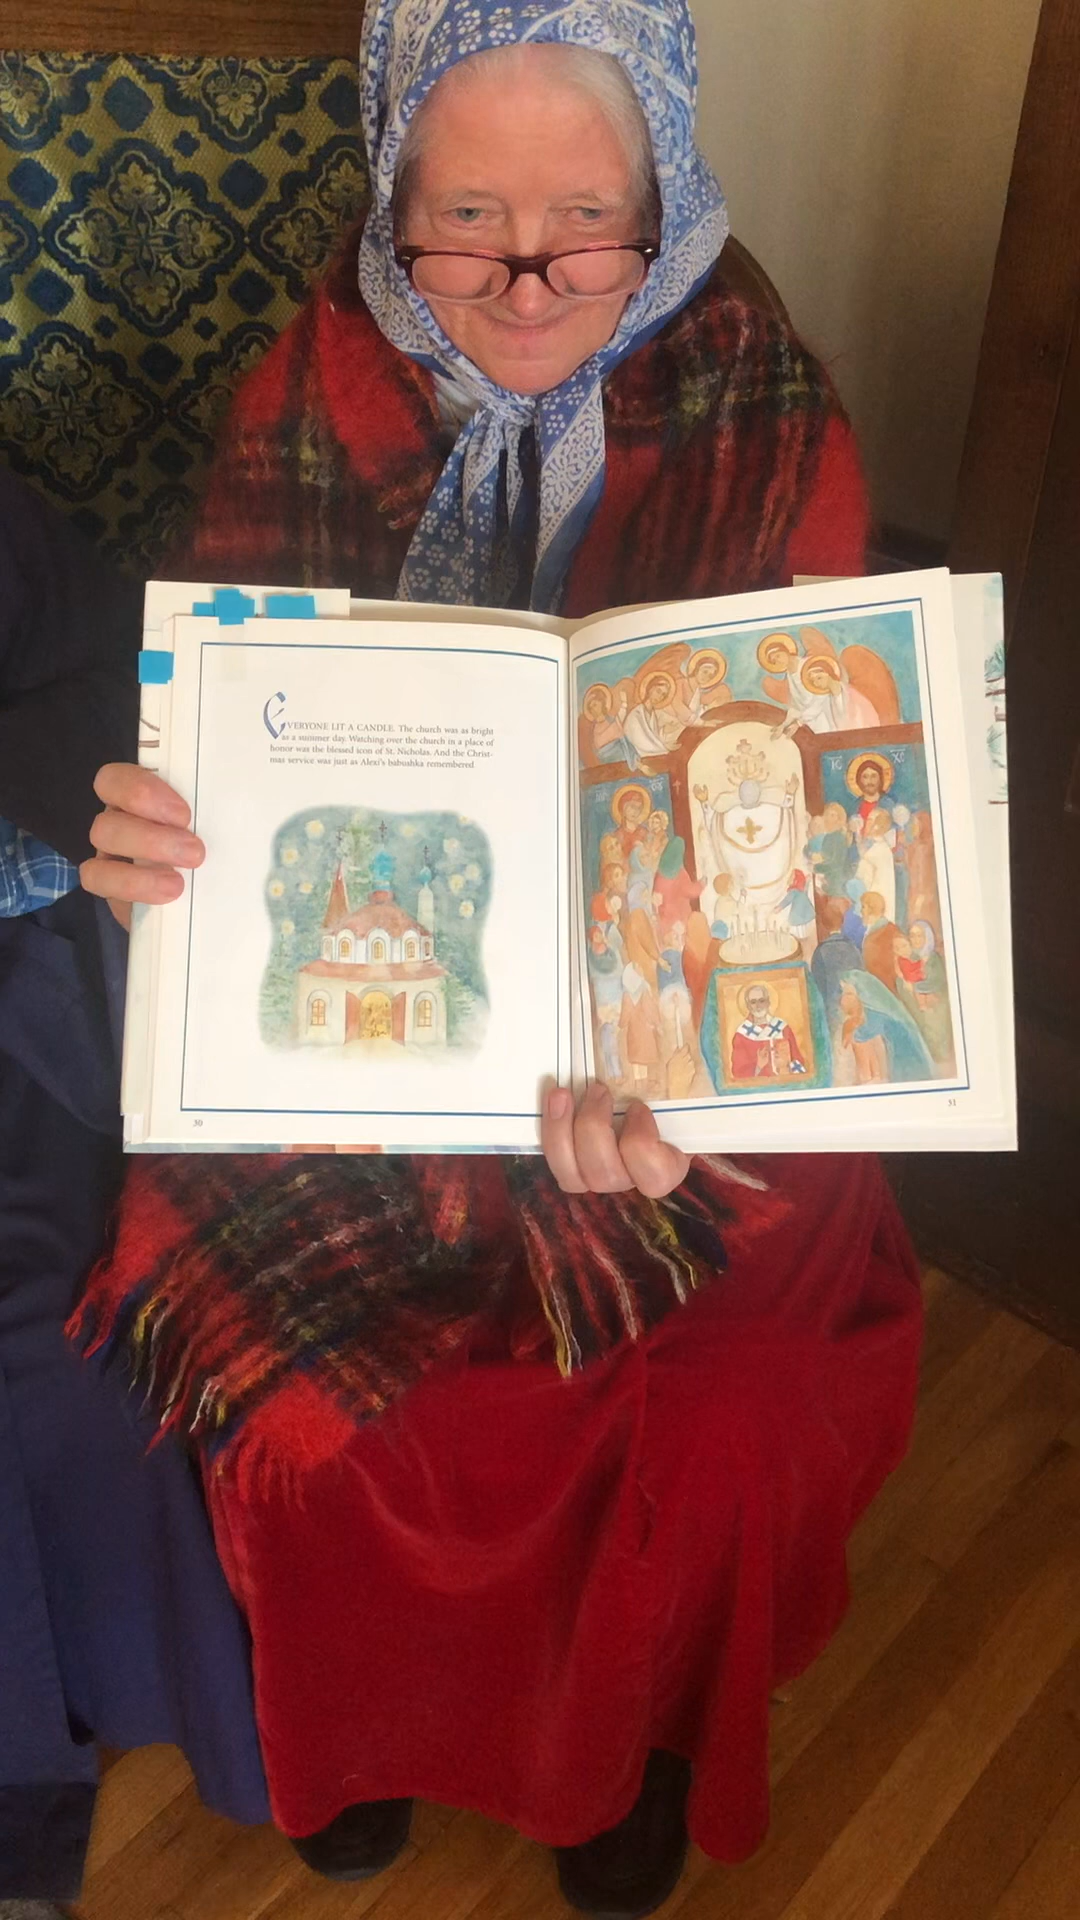 EVERYONE LIT A CANDLE. The church was as bright
as a summer day. Watching over the church in a place of
honor was the blessed icon of St. Nicholas. And the Christ-
mas service was just as Alexi's babushka remembered.
30
31
IC XC